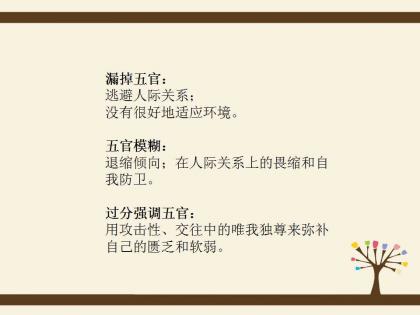 漏掉五官：
逃避人际关系；
没有很好地适应环境。
五官模糊：
退缩倾向；在人际关系上的畏缩和自
我防卫。
过分强调五官：
用攻击性、交往中的唯我独尊来弥补
自己的匮乏和软弱。